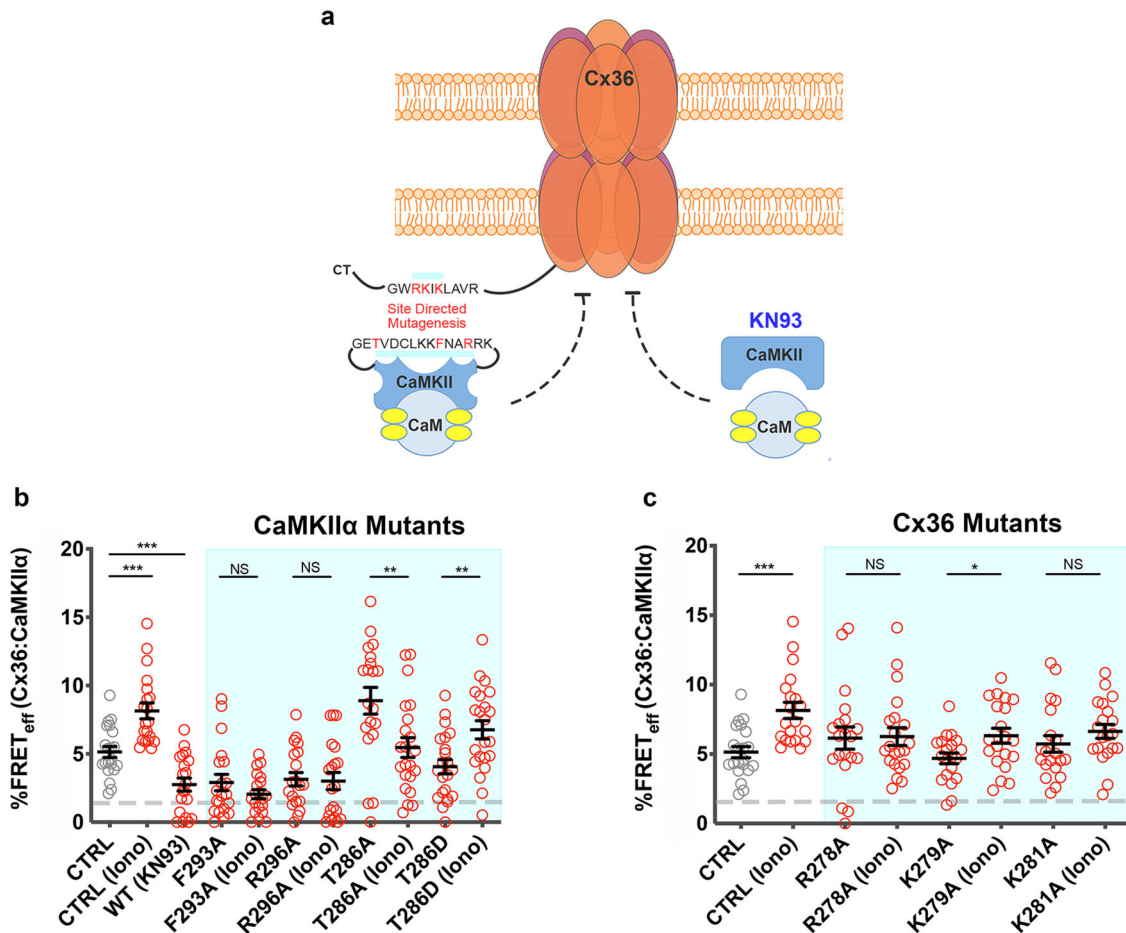 a
Cx36
CT
GWRKIKLAVR
Site Directed
Mutagenesis
GETVDCLKKFNARRK
CaMKII
CaM
KN93
CaMKII
CaM
b
CaMKIIα Mutants
%FRETeff (Cx36:CaMKIIα)
20
15
10
5
0
***
***
NS
NS
**
**
CTRL
CTRL (Iono)
WT (KN93)
F293A
F293A (Iono)
R296A
R296A (Iono)
T286A
T286A (Iono)
T286D
T286D (Iono)
c
Cx36 Mutants
%FRETeff (Cx36:CaMKIIα)
20
15
10
5
0
***
NS
*
NS
CTRL
CTRL (Iono)
R278A
R278A (Iono)
K279A
K279A (Iono)
K281A
K281A (Iono)